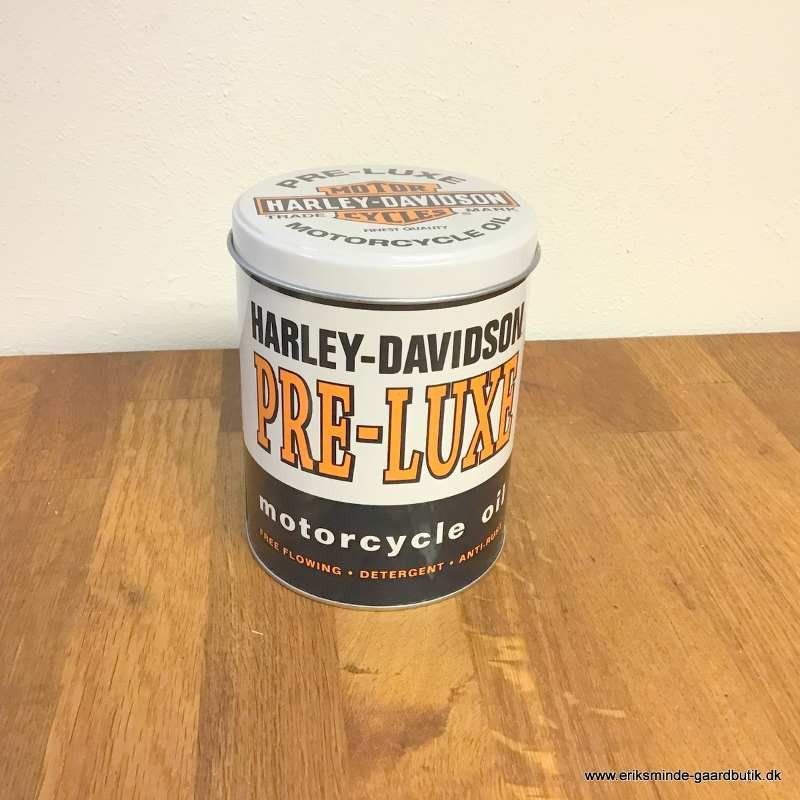 PRE-LUXE
MOTOR
HARLEY-DAVIDSON
TRADE MARK
CYCLES
®
FINEST QUALITY
MOTORCYCLE OIL
HARLEY-DAVIDSON
PRE-LUXE
motorcycle oil
FREE FLOWING • DETERGENT • ANTI-RUST
www.eriksminde-gaardbutik.dk